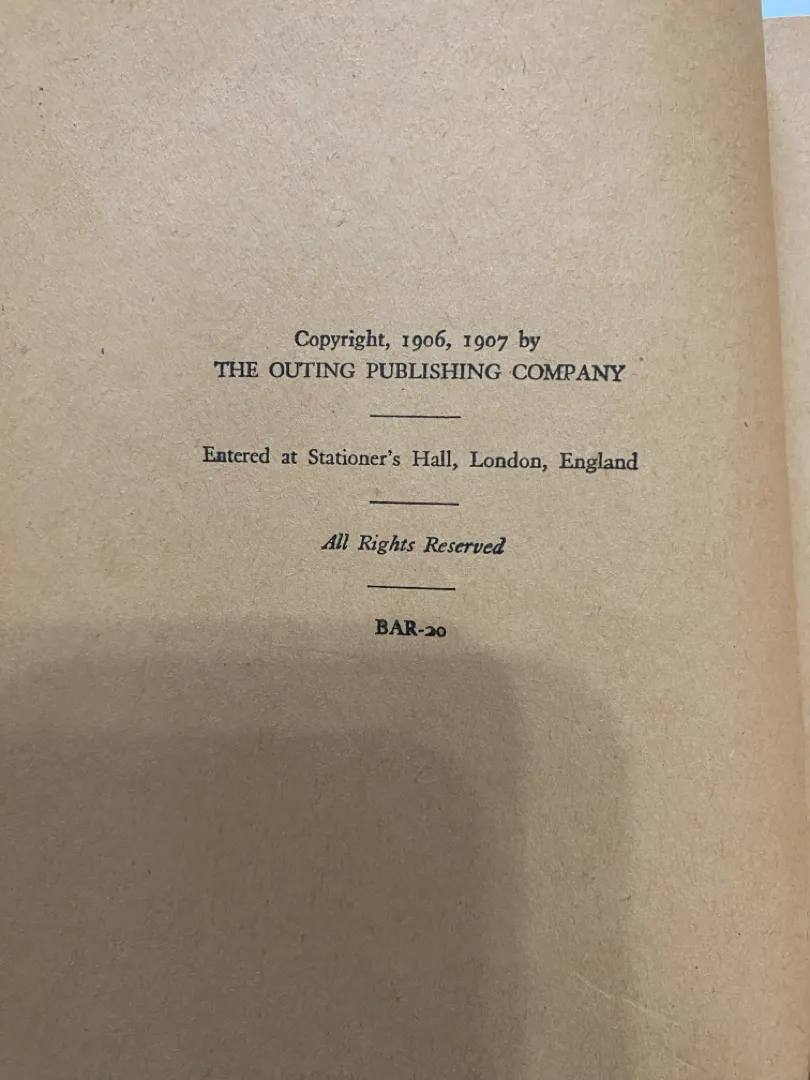 Copyright, 1906, 1907 by
THE OUTING PUBLISHING COMPANY
Entered at Stationer's Hall, London, England
All Rights Reserved
BAR-20